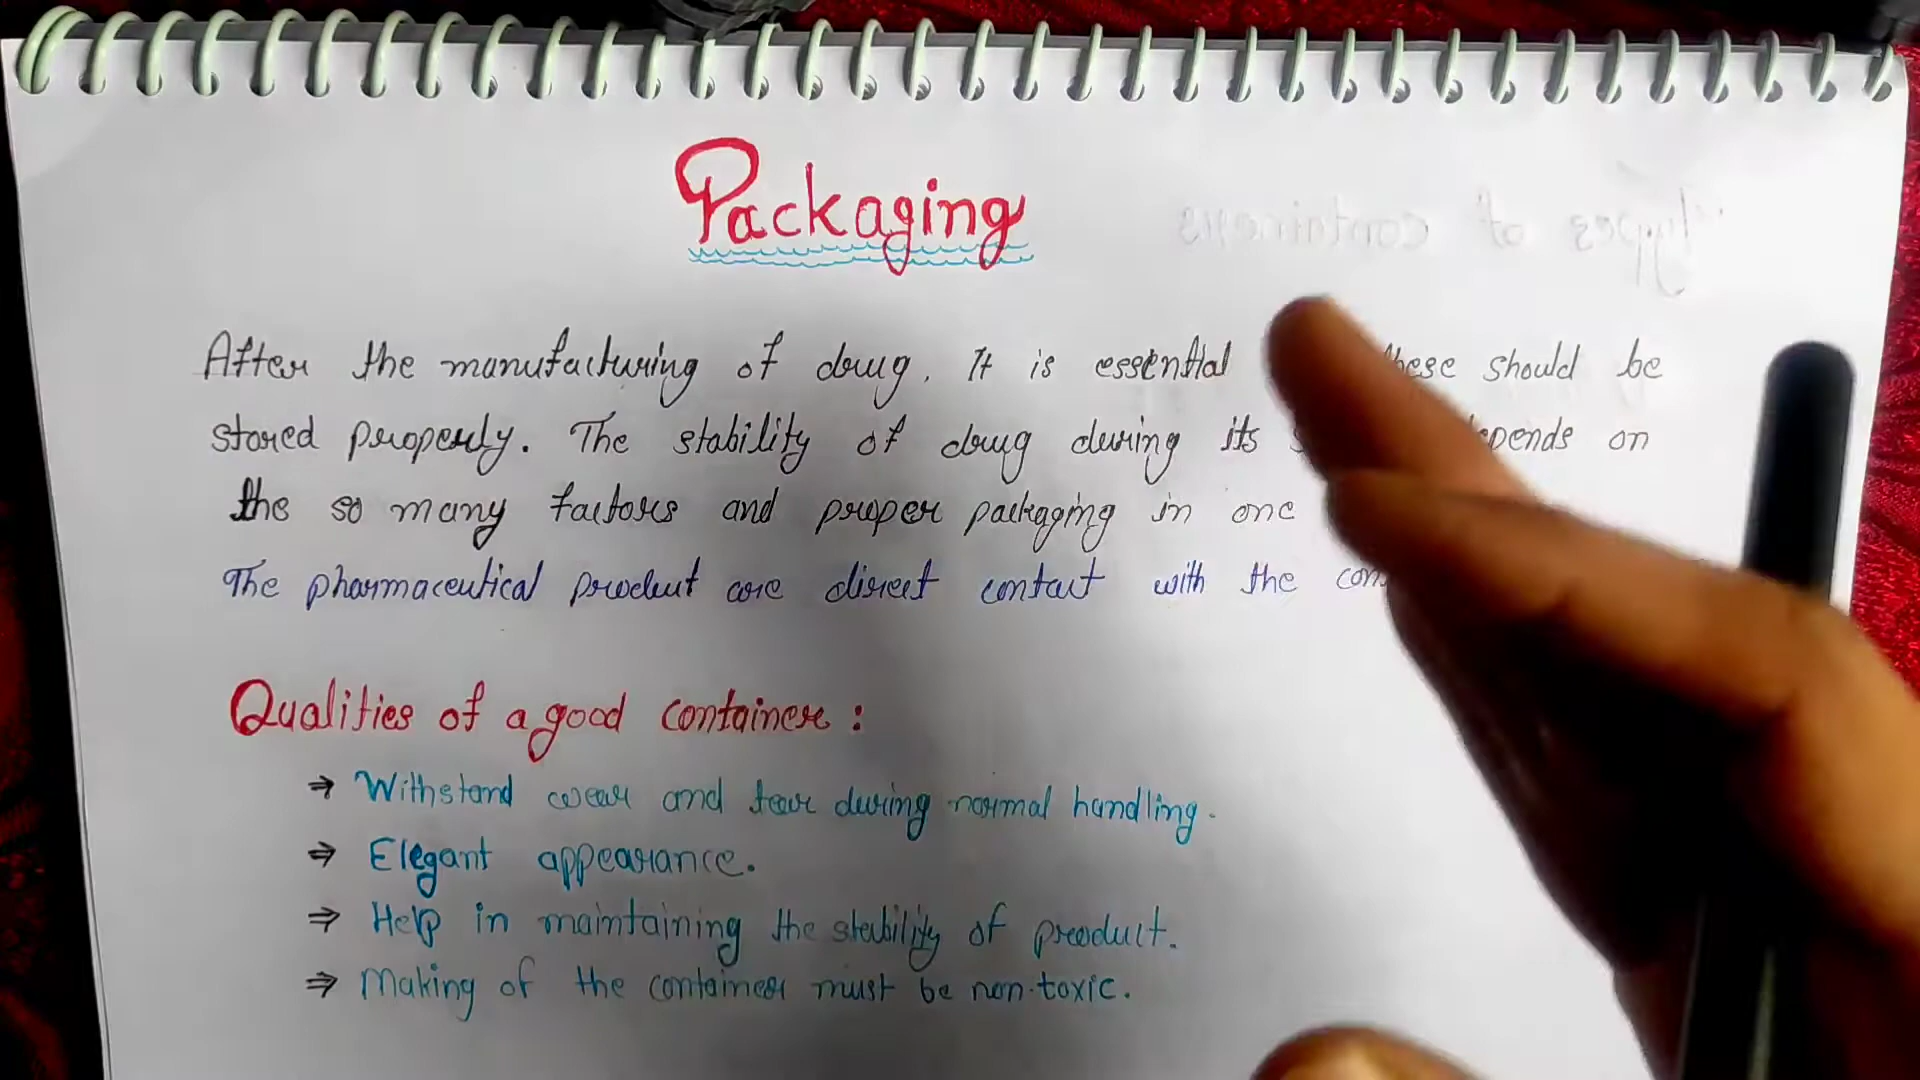 Packaging
Types of containers
After the manufacturing of drug. It is essential these should be
stored properly. The stability of drug during its depends on
the so many factors and proper packaging in one
The pharmaceutical product are direct contact with the
Qualities of a good container :
⇒ Withstand wear and tear during normal handling.
⇒ Elegant appearance.
⇒ Help in maintaining the stability of product.
⇒ Making of the container must be non-toxic.